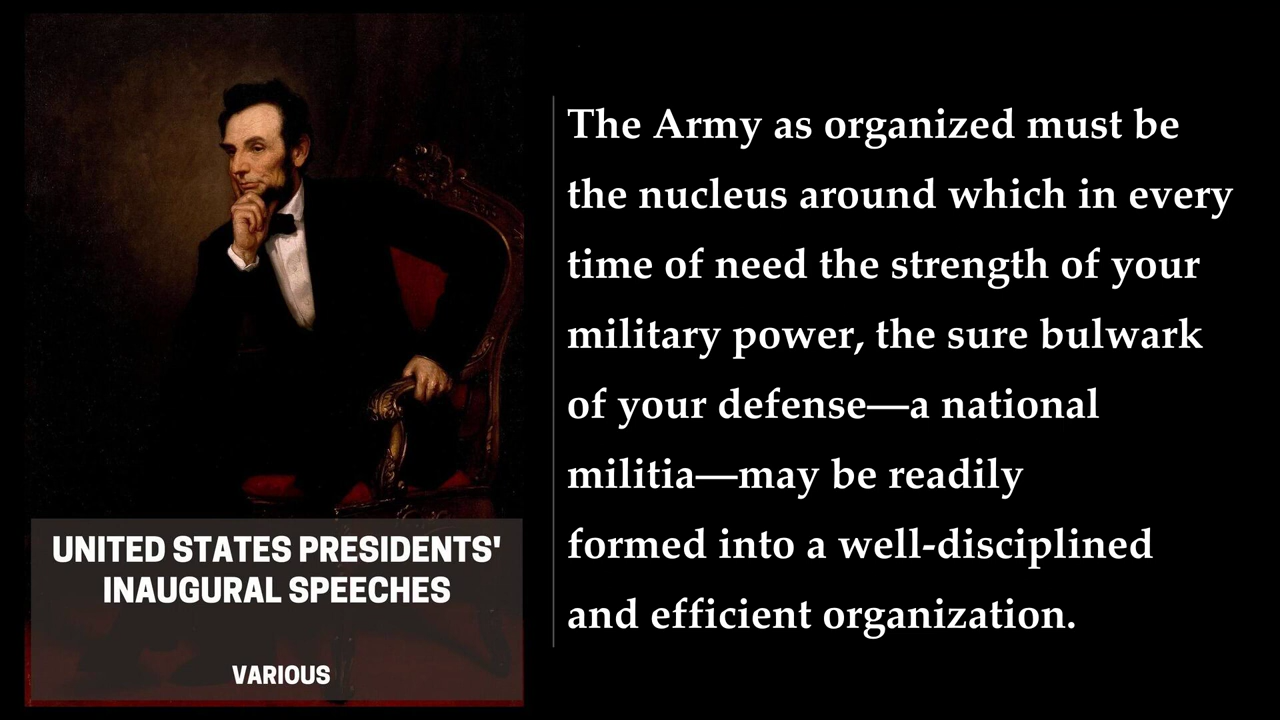 The Army as organized must be
the nucleus around which in every
time of need the strength of your
military power, the sure bulwark
of your defense—a national
militia—may be readily
formed into a well-disciplined
and efficient organization.
UNITED STATES PRESIDENTS'
INAUGURAL SPEECHES
VARIOUS